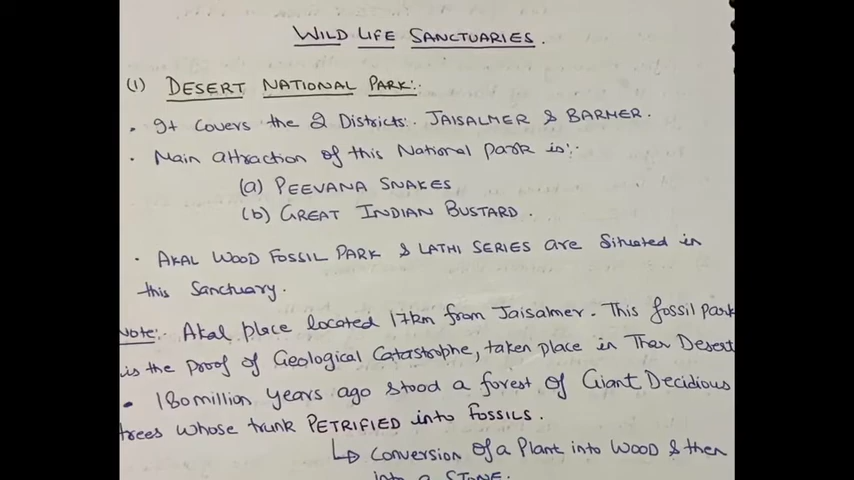 WILD LIFE SANCTUARIES.
(1) DESERT NATIONAL PARK:-
• It Covers the 2 Districts: JAISALMER & BARMER.
• Main attraction of this National park is:-
(a) PEEVANA SNAKES
(b) GREAT INDIAN BUSTARD.
• AKAL WOOD FOSSIL PARK & LATHI SERIES are Situated in
this Sanctuary.
Note:- Akal place located 17km from Jaisalmer. This fossil park
is the proof of Geological Catastrophe, taken place in Thar Desert
• 180 million years ago stood a forest of Giant Decidious
trees whose trunk PETRIFIED into FOSSILS.
↳ Conversion of a Plant into WOOD & then
into a STONE.